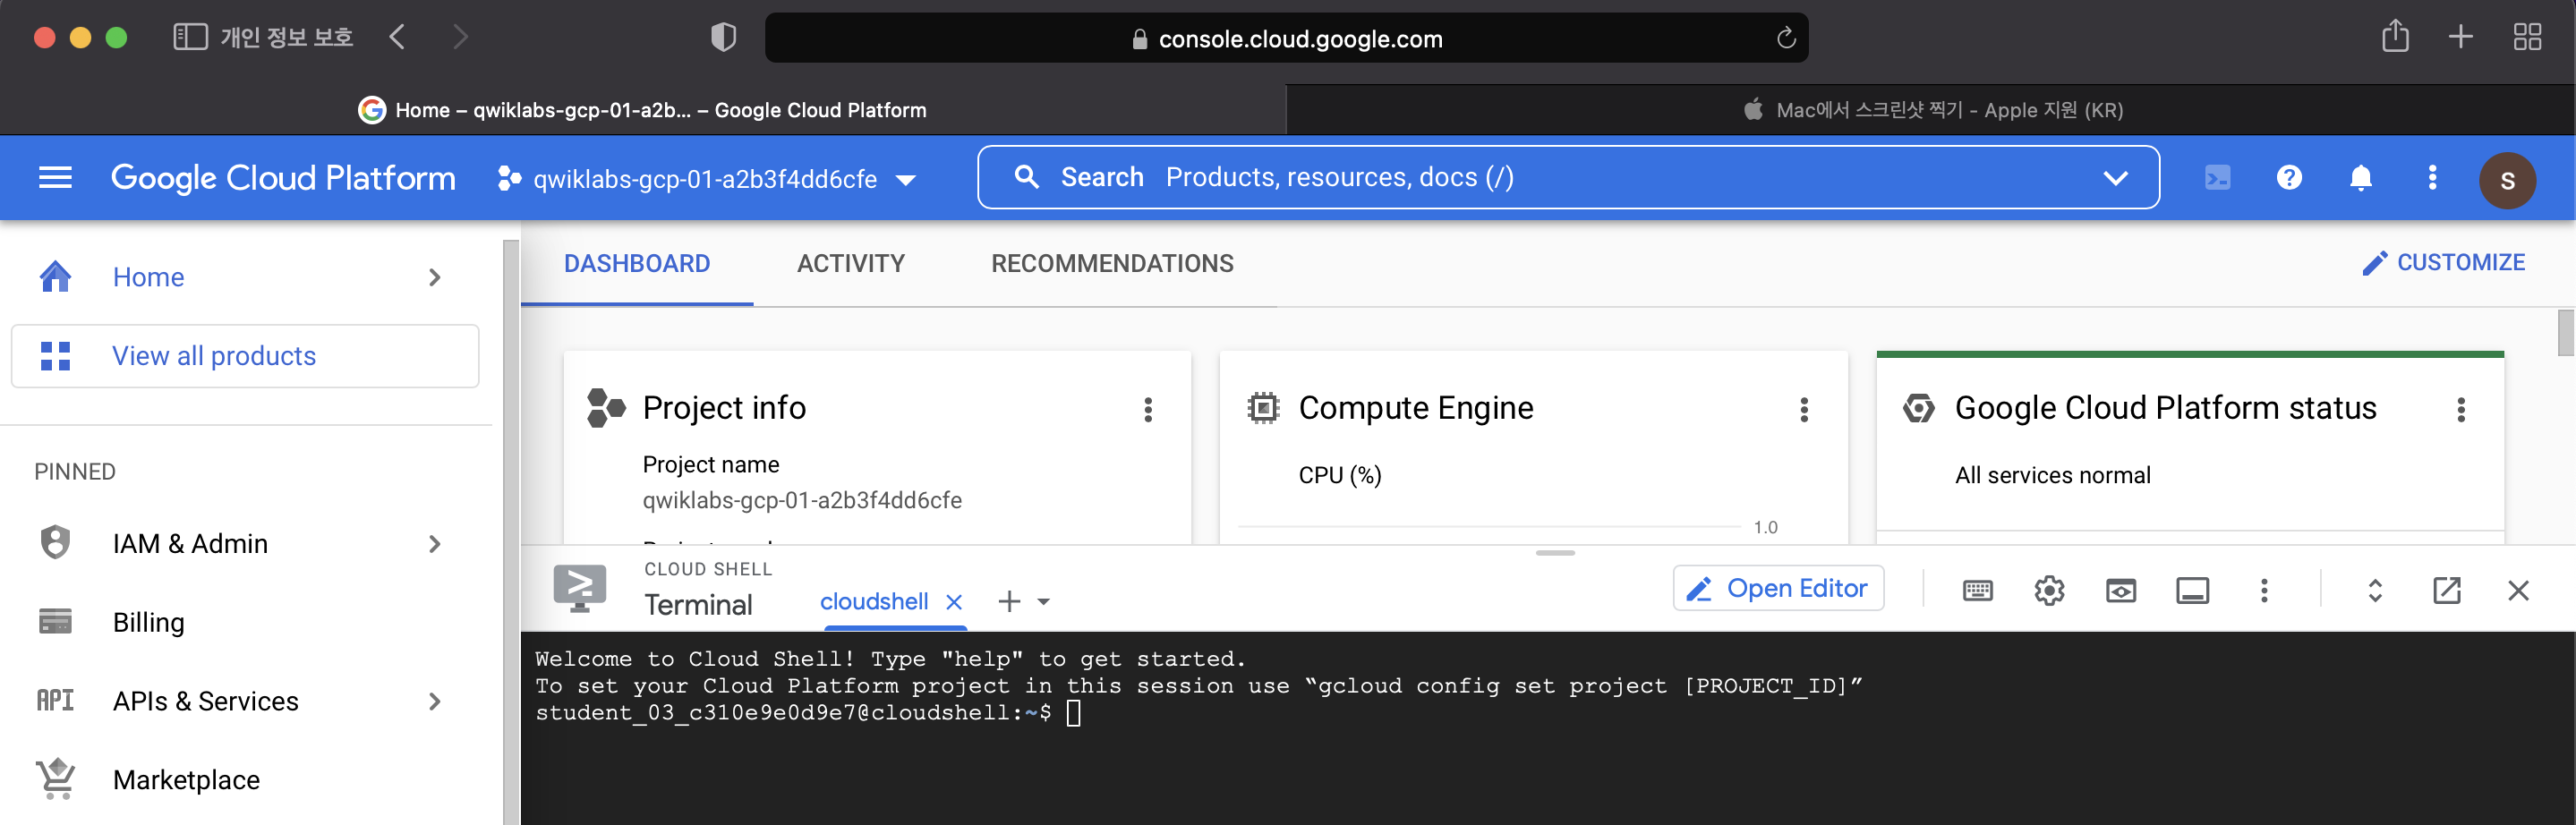 개인 정보 보호
console.cloud.google.com
Home – qwiklabs-gcp-01-a2b... – Google Cloud Platform
Mac에서 스크린샷 찍기 - Apple 지원 (KR)
Google Cloud Platform
qwiklabs-gcp-01-a2b3f4dd6cfe
Search Products, resources, docs (/)
S
Home
View all products
PINNED
IAM & Admin
Billing
API APIs & Services
Marketplace
DASHBOARD
ACTIVITY
RECOMMENDATIONS
CUSTOMIZE
Project info
Project name
qwiklabs-gcp-01-a2b3f4dd6cfe
Compute Engine
CPU (%)
1.0
Google Cloud Platform status
All services normal
CLOUD SHELL
Terminal
cloudshell
Open Editor
Welcome to Cloud Shell! Type "help" to get started.
To set your Cloud Platform project in this session use “gcloud config set project [PROJECT_ID]”
student_03_c310e9e0d9e7@cloudshell:~$